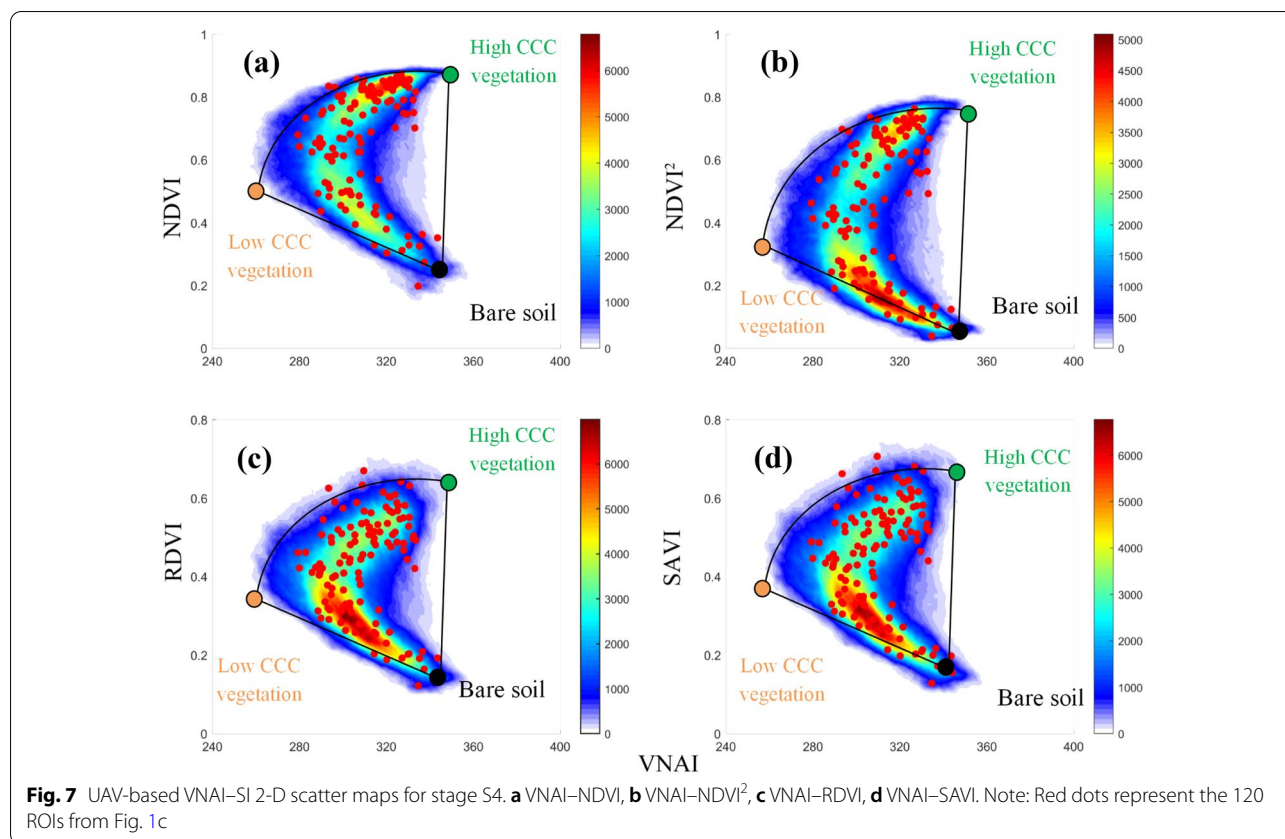 (a)
High CCC
vegetation
NDVI
Low CCC
vegetation
Bare soil
1
0.8
0.6
0.4
0.2
0
240 280 320 360 400
6000
5000
4000
3000
2000
1000
0
(b)
High CCC
vegetation
NDVI²
Low CCC
vegetation
Bare soil
1
0.8
0.6
0.4
0.2
0
240 280 320 360 400
5000
4500
4000
3500
3000
2500
2000
1500
1000
500
0
(c)
High CCC
vegetation
RDVI
Low CCC
vegetation
Bare soil
0.8
0.6
0.4
0.2
0
240 280 320 360 400
6000
5000
4000
3000
2000
1000
0
(d)
High CCC
vegetation
SAVI
Low CCC
vegetation
Bare soil
0.8
0.6
0.4
0.2
0
240 280 320 360 400
6000
5000
4000
3000
2000
1000
0
VNAI
Fig. 7 UAV-based VNAI–SI 2-D scatter maps for stage S4. a VNAI–NDVI, b VNAI–NDVI², c VNAI–RDVI, d VNAI–SAVI. Note: Red dots represent the 120
ROIs from Fig. 1c